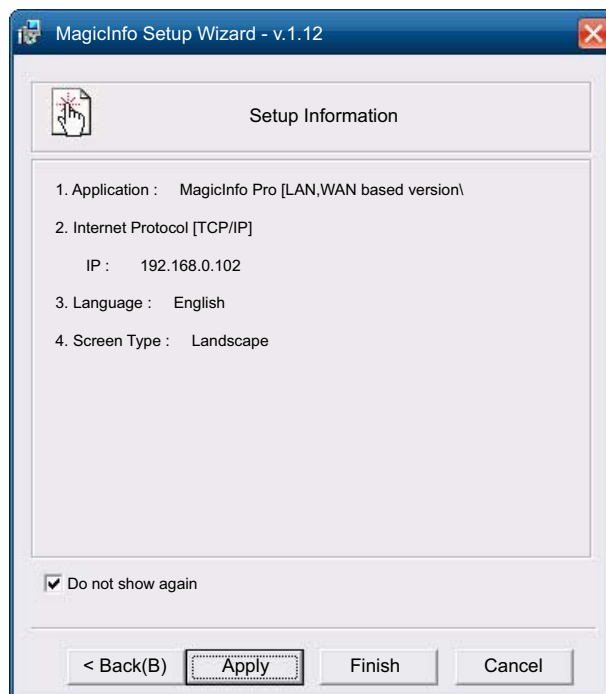 MagicInfo Setup Wizard - v.1.12
Setup Information
1. Application : MagicInfo Pro [LAN,WAN based version\
2. Internet Protocol [TCP/IP]
IP : 192.168.0.102
3. Language : English
4. Screen Type : Landscape
Do not show again
< Back(B) Apply Finish Cancel